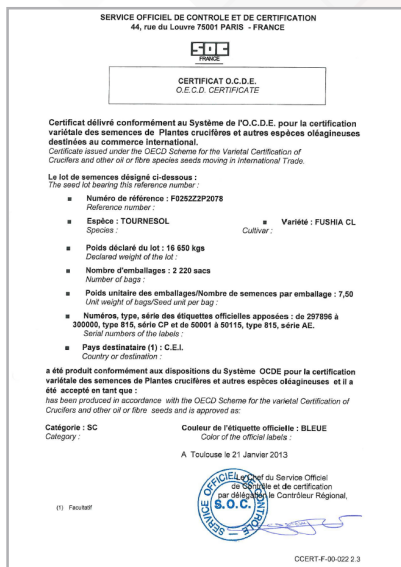 SERVICE OFFICIEL DE CONTROLE ET DE CERTIFICATION
44, rue du Louvre 75001 PARIS - FRANCE
SOC
FRANCE
CERTIFICAT O.C.D.E.
O.E.C.D. CERTIFICATE
Certificat délivré conformément au Système de l'O.C.D.E. pour la certification
variétale des semences de Plantes crucifères et autres espèces oléagineuses
destinées au commerce international.
Certificate issued under the OECD Scheme for the Varietal Certification of
Crucifers and other oil or fibre species seeds moving in International Trade.
Le lot de semences désigné ci-dessous :
The seed lot bearing this reference number :
Numéro de référence : F0252Z2P2078
Reference number :
Espèce : TOURNESOL Variété : FUSHIA CL
Species : Cultivar :
Poids déclaré du lot : 16 650 kgs
Declared weight of the lot :
Nombre d'emballages : 2 220 sacs
Number of bags :
Poids unitaire des emballages/Nombre de semences par emballage : 7,50
Unit weight of bags/Seed unit per bag :
Numéros, type, série des étiquettes officielles apposées : de 297896 à
300000, type 815, série CP et de 50001 à 50115, type 815, série AE.
Serial numbers of the labels :
Pays destinataire (1) : C.E.I.
Country or destination :
a été produit conformément aux dispositions du Système OCDE pour la certification
variétale des semences de Plantes crucifères et autres espèces oléagineuses et il a
été accepté en tant que :
has been produced in accordance with the OECD Scheme for the varietal Certification of
Crucifers and other oil or fibre seeds and is approved as:
Catégorie : SC Couleur de l'étiquette officielle : BLEUE
Category : Color of the official labels :
A Toulouse le 21 Janvier 2013
Le Chef du Service Officiel
de Contrôle et de certification
par délégation le Contrôleur Régional,
SERVICE OFFICIEL CONTROLE
S.O.C.
(1) Facultatif
CCERT-F-00-022 2.3